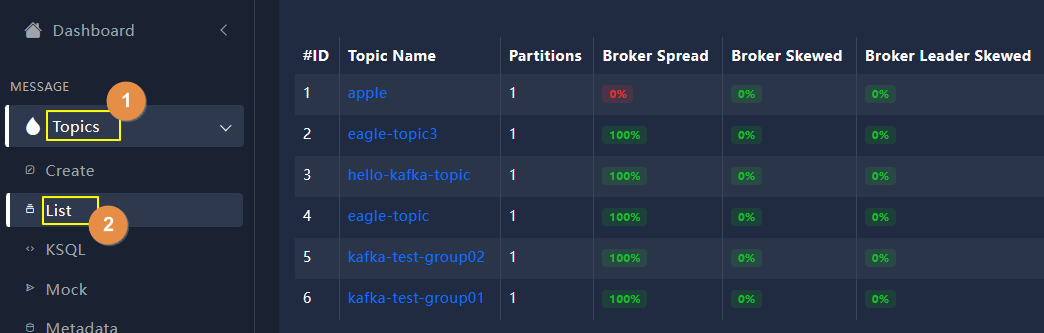 Dashboard
MESSAGE
1
Topics
Create
List
2
KSQL
Mock
Metadata
#ID Topic Name Partitions Broker Spread Broker Skewed Broker Leader Skewed
1 apple 1 0% 0% 0%
2 eagle-topic3 1 100% 0% 0%
3 hello-kafka-topic 1 100% 0% 0%
4 eagle-topic 1 100% 0% 0%
5 kafka-test-group02 1 100% 0% 0%
6 kafka-test-group01 1 100% 0% 0%